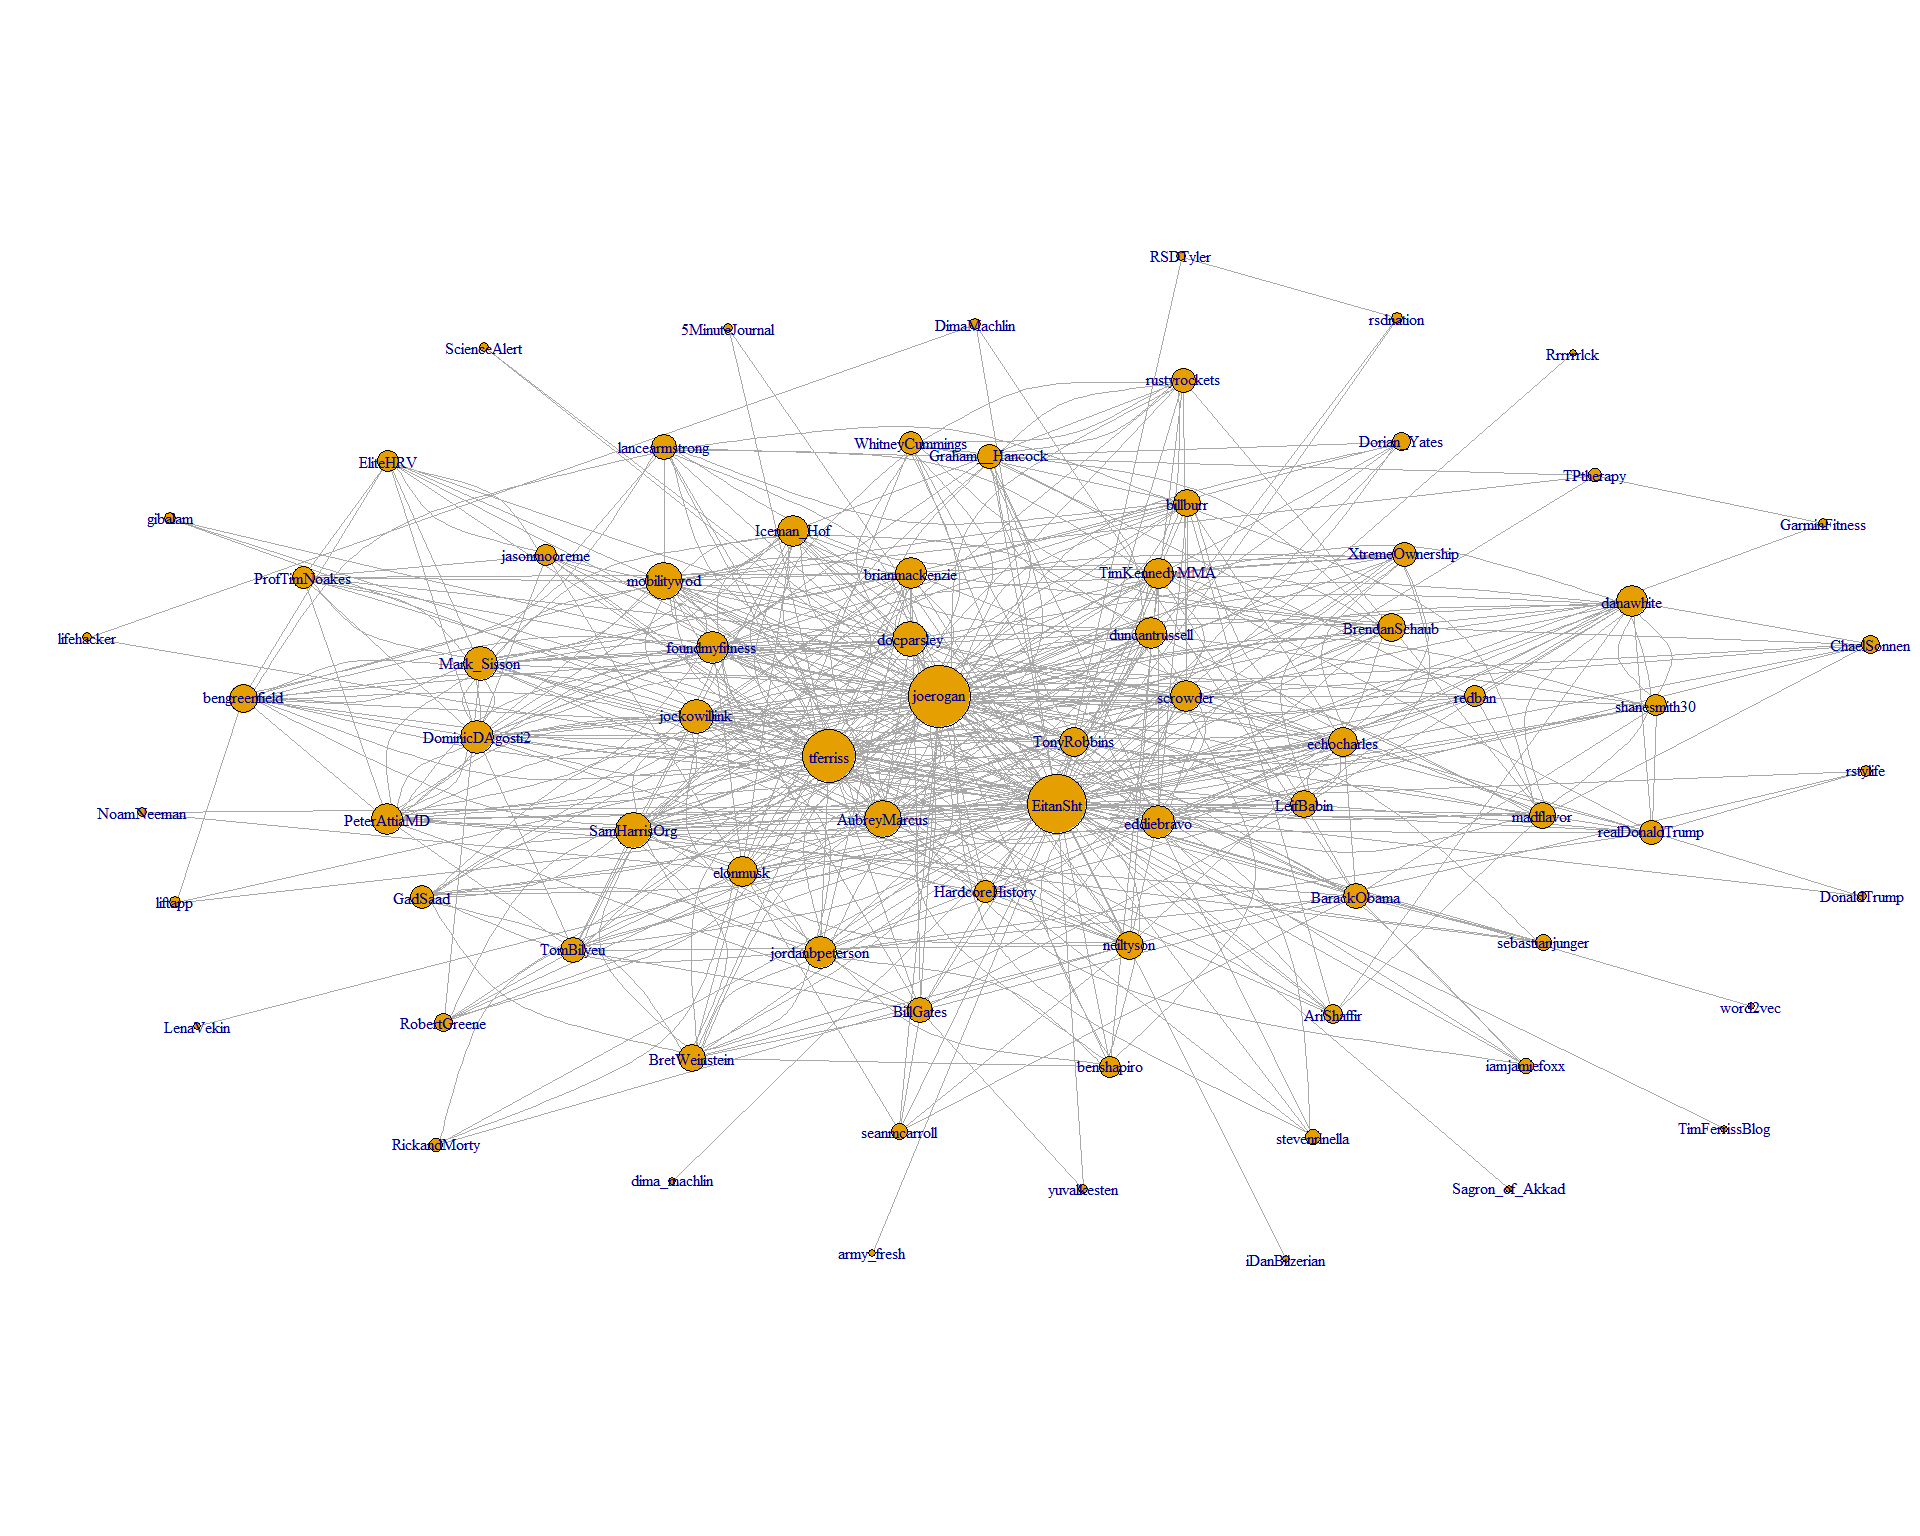 RSDTyler
rsdnation
5MinuteJournal
DimaMachlin
ScienceAlert
Rrrrrlck
rustyrockets
lancearmstrong
WhitneyCummings
Graham__Hancock
Dorian_Yates
EliteHRV
TPtherapy
billburr
gibalam
GarminFitness
Iceman_Hof
jasonmooreme
XtremeOwnership
ProfTimNoakes
mobilitywod
brianmackenzie
TimKennedyMMA
danawhite
BrendanSchaub
lifehacker
foundmyfitness
docparsley
duncantrussell
ChaelSonnen
Mark_Sisson
bengreenfield
joerogan
scrowder
redban
shanesmith30
jockowillink
DominicDAgosti2
TonyRobbins
echocharles
tferriss
rstylife
NoamNeeman
PeterAttiaMD
SamHarrisOrg
AubreyMarcus
EitanSht
eddiebravo
LeifBabin
madflavor
realDonaldTrump
elonmusk
liftapp
GadSaad
HardcoreHistory
BarackObama
DonaldTrump
TomBilyeu
jordanbpeterson
neiltyson
sebastianjunger
word2vec
LenaYekin
RobertGreene
BillGates
AriShaffir
BretWeinstein
benshapiro
iamjamiefoxx
RickandMorty
seanmcarroll
stevenrinella
TimFerrissBlog
dima_machlin
yuvalkesten
Sagron_of_Akkad
army_fresh
iDanBilzerian